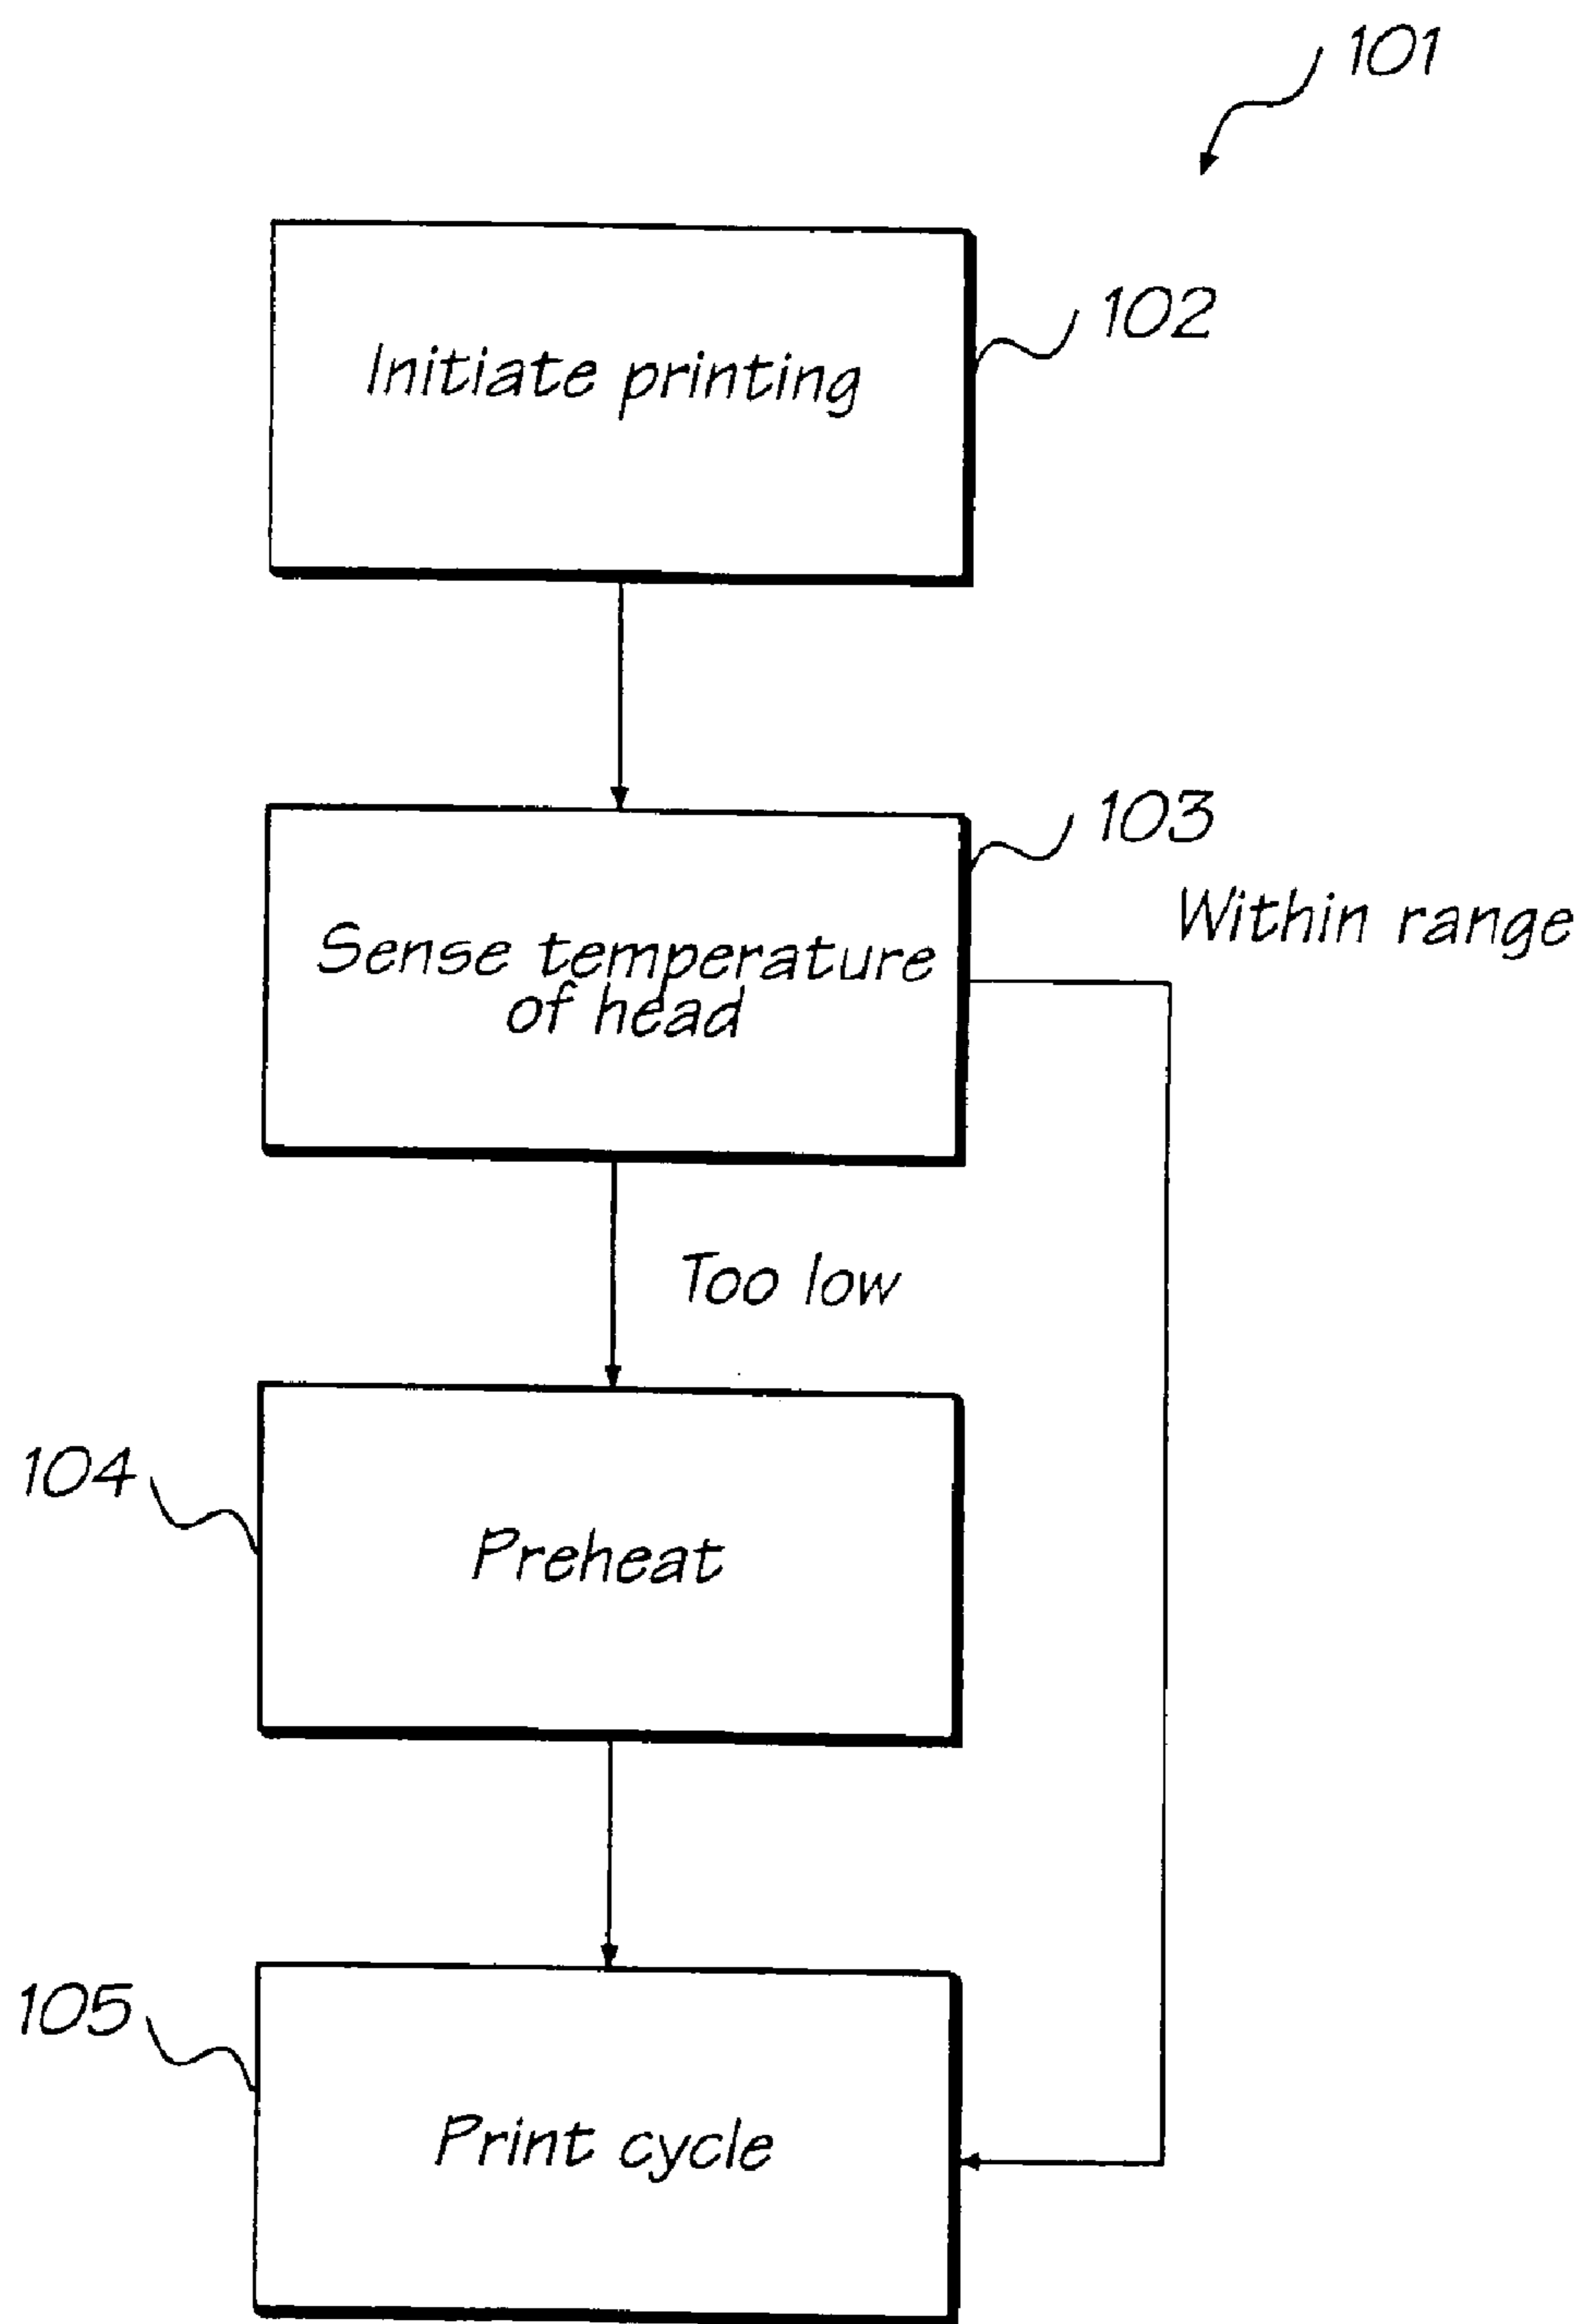 101
Initiate printing
102
103
Within range
Sense temperature
of head
Too low
104
Preheat
105
Print cycle